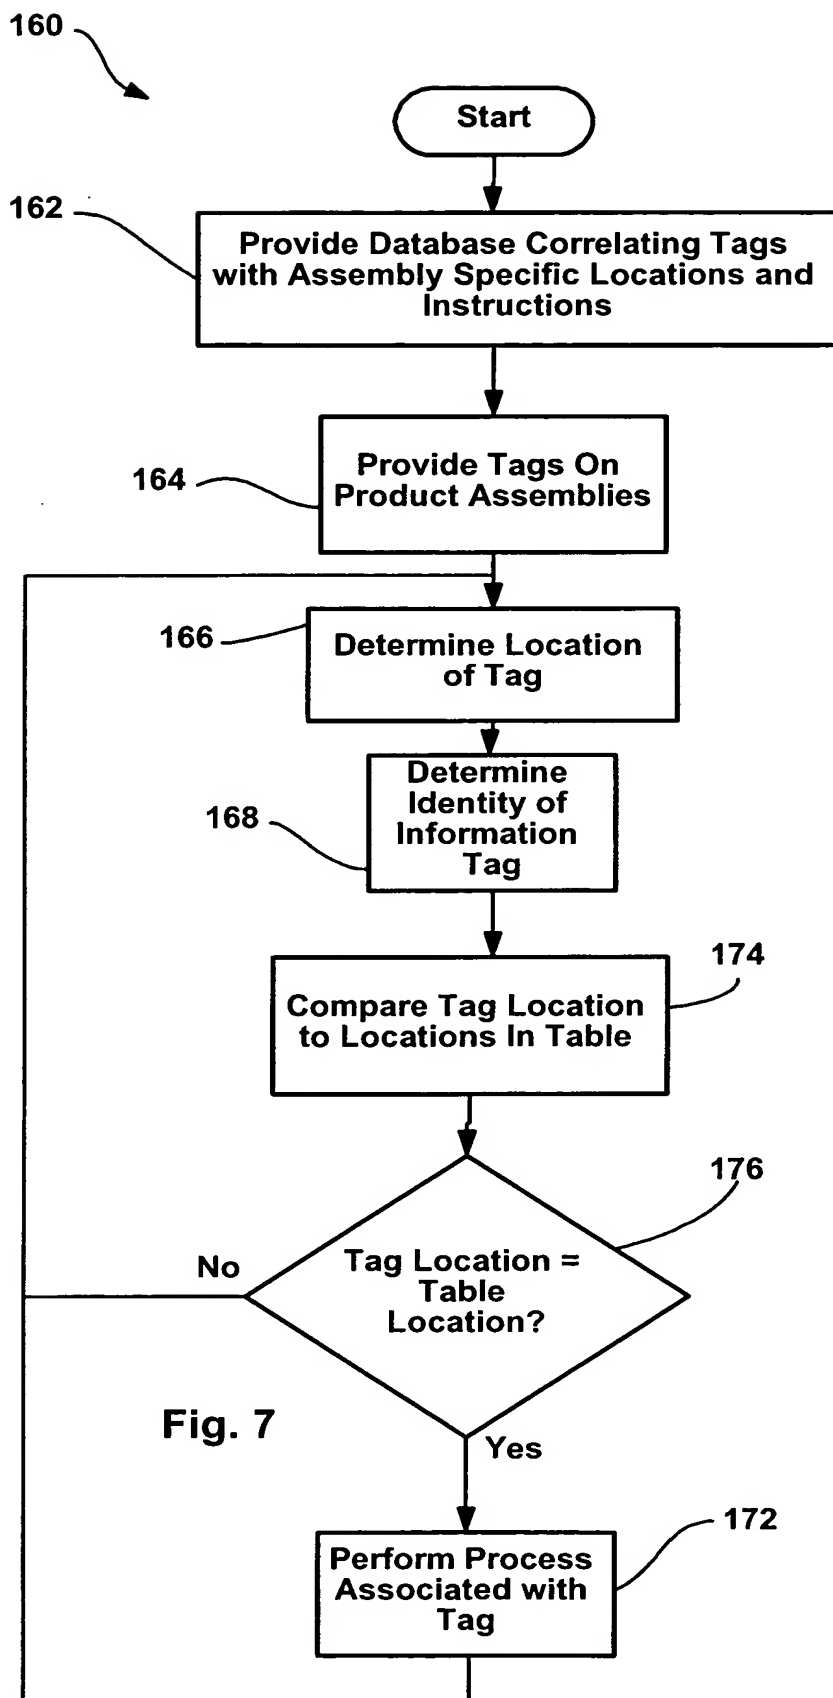 160
Start
162
Provide Database Correlating Tags
with Assembly Specific Locations and
Instructions
164
Provide Tags On
Product Assemblies
166
Determine Location
of Tag
168
Determine
Identity of
Information
Tag
174
Compare Tag Location
to Locations In Table
176
No
Tag Location =
Table
Location?
Fig. 7
Yes
172
Perform Process
Associated with
Tag